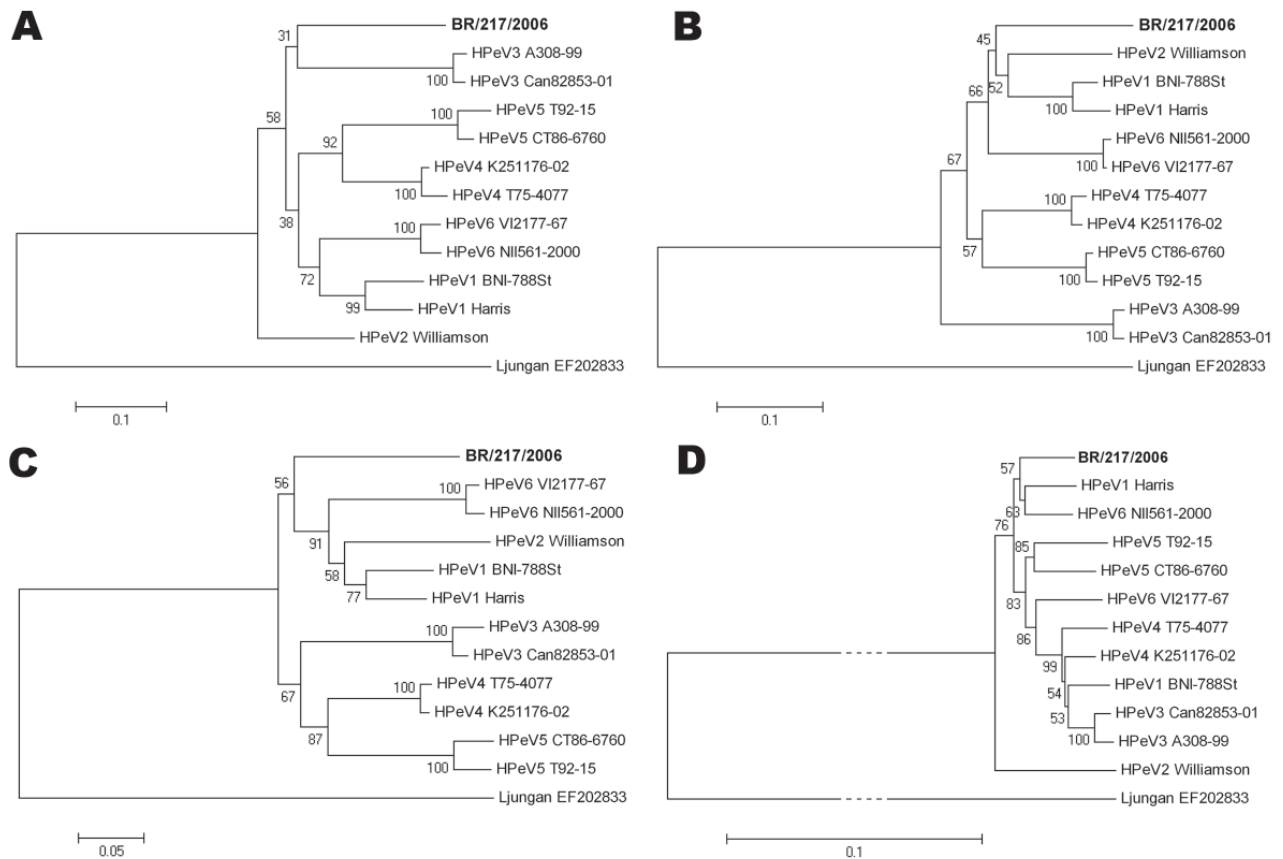 A
BR/217/2006
31
HPeV3 A308-99
100
HPeV3 Can82853-01
58
HPeV5 T92-15
100
HPeV5 CT86-6760
92
HPeV4 K251176-02
100
HPeV4 T75-4077
38
HPeV6 VI2177-67
100
HPeV6 NII561-2000
72
HPeV1 BNI-788St
99
HPeV1 Harris
HPeV2 Williamson
Ljungan EF202833
0.1
B
BR/217/2006
45
HPeV2 Williamson
52
HPeV1 BNI-788St
66
100
HPeV1 Harris
HPeV6 NII561-2000
100
HPeV6 VI2177-67
67
HPeV4 T75-4077
100
HPeV4 K251176-02
57
HPeV5 CT86-6760
100
HPeV5 T92-15
HPeV3 A308-99
100
HPeV3 Can82853-01
Ljungan EF202833
0.1
C
BR/217/2006
56
HPeV6 VI2177-67
100
HPeV6 NII561-2000
91
HPeV2 Williamson
58
HPeV1 BNI-788St
77
HPeV1 Harris
HPeV3 A308-99
100
HPeV3 Can82853-01
67
HPeV4 T75-4077
100
HPeV4 K251176-02
87
HPeV5 CT86-6760
100
HPeV5 T92-15
Ljungan EF202833
0.05
D
BR/217/2006
57
HPeV1 Harris
63
HPeV6 NII561-2000
76
HPeV5 T92-15
85
HPeV5 CT86-6760
83
HPeV6 VI2177-67
86
HPeV4 T75-4077
99
HPeV4 K251176-02
54
HPeV1 BNI-788St
53
HPeV3 Can82853-01
100
HPeV3 A308-99
HPeV2 Williamson
Ljungan EF202833
0.1